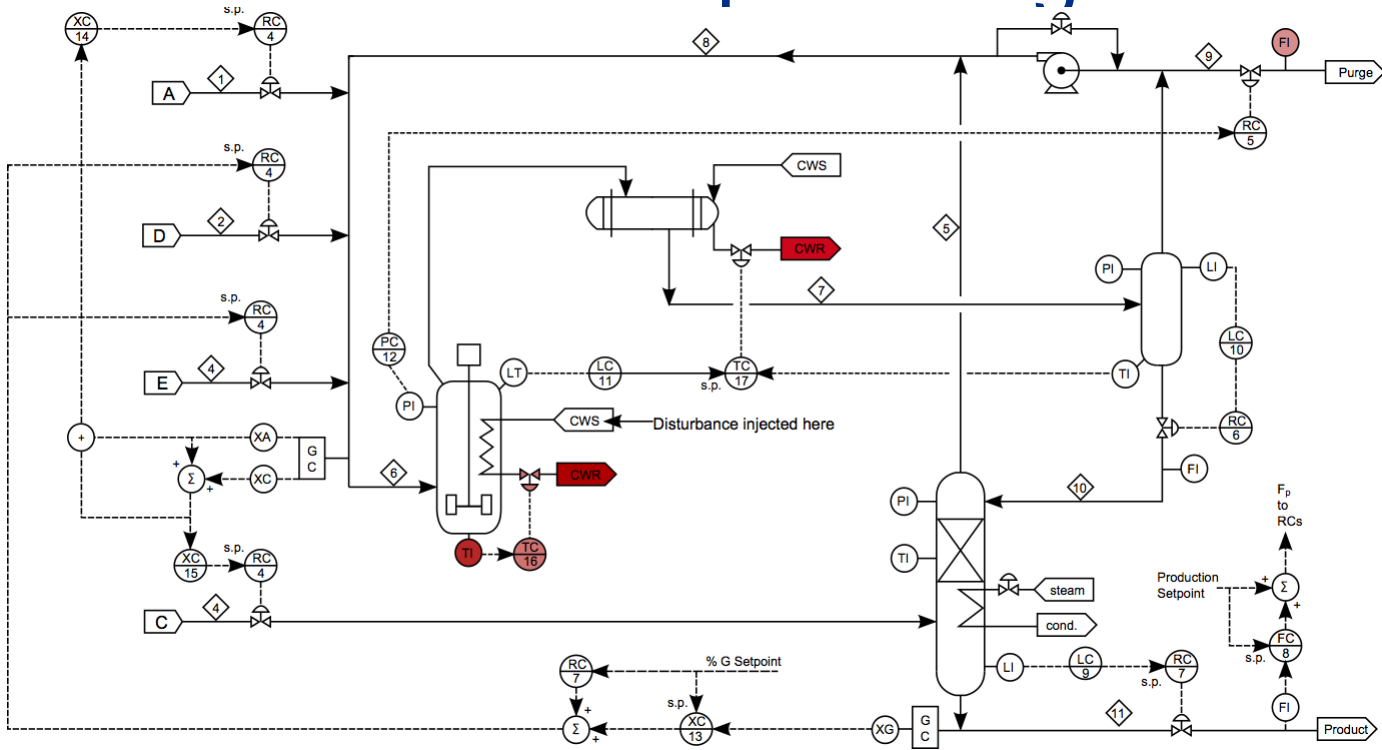 s.p.
XC
14
RC
4
8
9
FI
1
A
Purge
RC
5
s.p.
RC
4
CWS
2
D
CWR
5
PI
LI
7
s.p.
RC
4
PC
12
LC
10
4
E
LT
LC
11
TC
17
s.p.
TI
PI
CWS
Disturbance injected here
RC
6
+
XA
G
C
+
Σ
+
XC
6
CWR
FI
10
PI
Fp
to
RCs
TI
TC
16
XC
15
s.p.
RC
4
TI
steam
Production
Setpoint
+
Σ
+
4
C
cond.
FC
8
s.p.
RC
7
% G Setpoint
LI
LC
9
s.p.
RC
7
s.p.
+
Σ
+
XC
13
XG
G
C
11
FI
Product